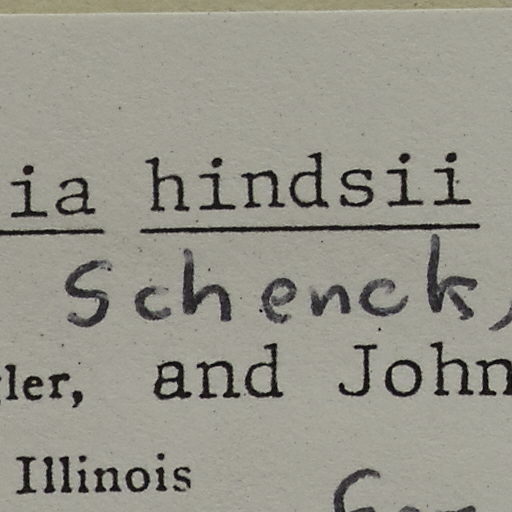 ia hindsii
Schenck,
ler, and John
Illinois